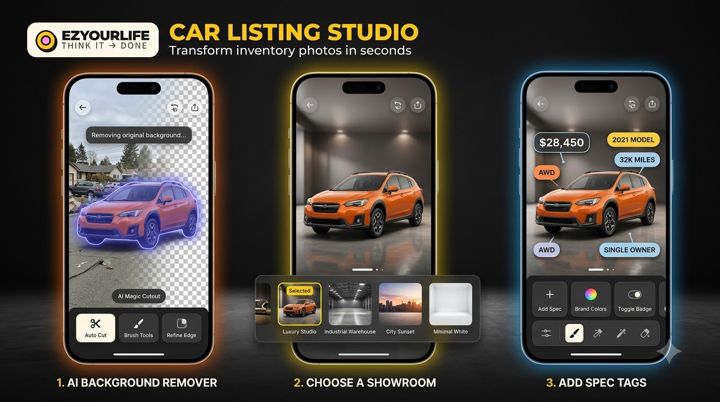 EZYOURLIFE
THINK IT → DONE
CAR LISTING STUDIO
Transform inventory photos in seconds
Removing original background...
AI Magic Cutout
Auto Cut
Brush Tools
Refine Edge
1. AI BACKGROUND REMOVER
Selected
Luxury Studio
Industrial Warehouse
City Sunset
Minimal White
2. CHOOSE A SHOWROOM
$28,450
2021 MODEL
32K MILES
AWD
AWD
SINGLE OWNER
Add Spec
Brand Colors
Toggle Badge
3. ADD SPEC TAGS